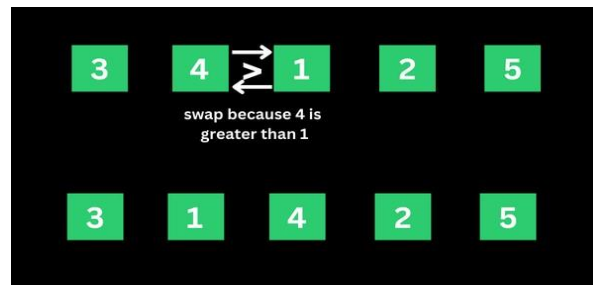 3 4 > 1 2 5
swap because 4 is
greater than 1
3 1 4 2 5